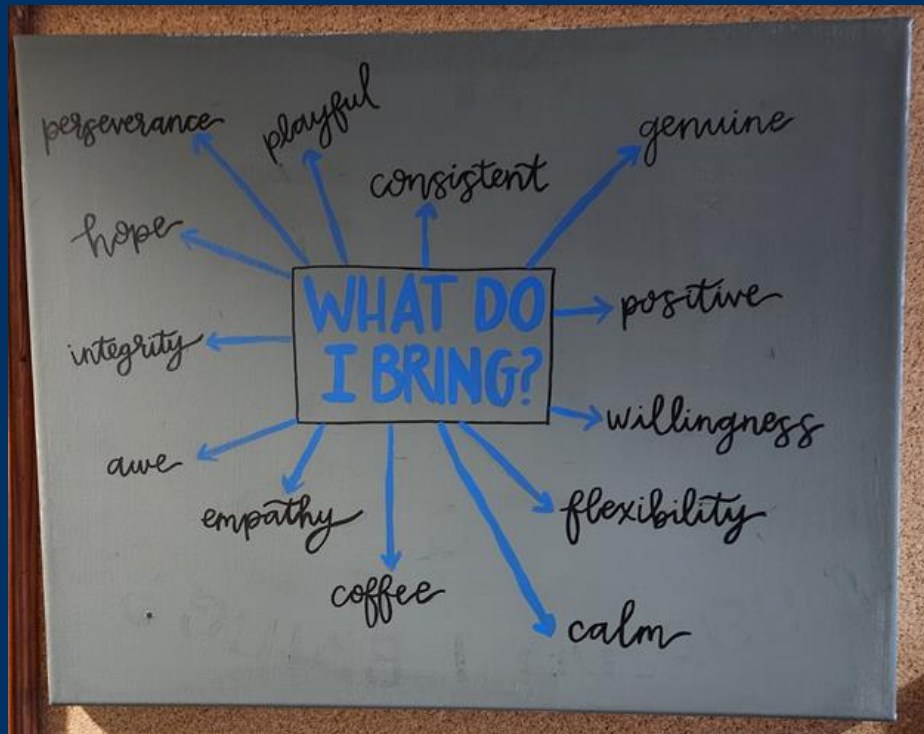 perseverance
playful
genuine
consistent
hope
WHAT DO
I BRING?
positive
integrity
willingness
awe
empathy
flexibility
coffee
calm